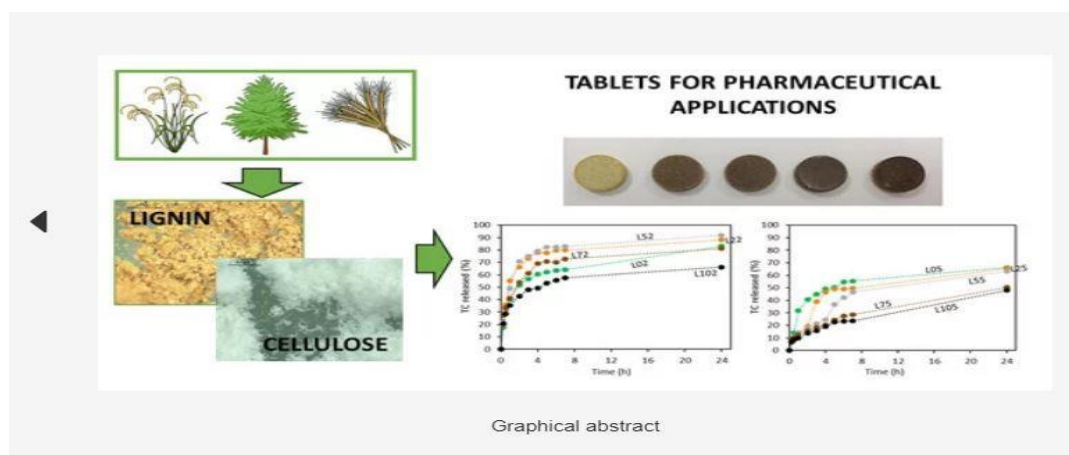 TABLETS FOR PHARMACEUTICAL
APPLICATIONS
LIGNIN
CELLULOSE
TC released (%)
100
90
80
70
60
50
40
30
20
10
0
L52
L22
L72
L02
L102
0 4 8 12 16 20 24
Time (h)
TC released (%)
100
90
80
70
60
50
40
30
20
10
0
L05
L25
L55
L75
L105
0 4 8 12 16 20 24
Time (h)
Graphical abstract